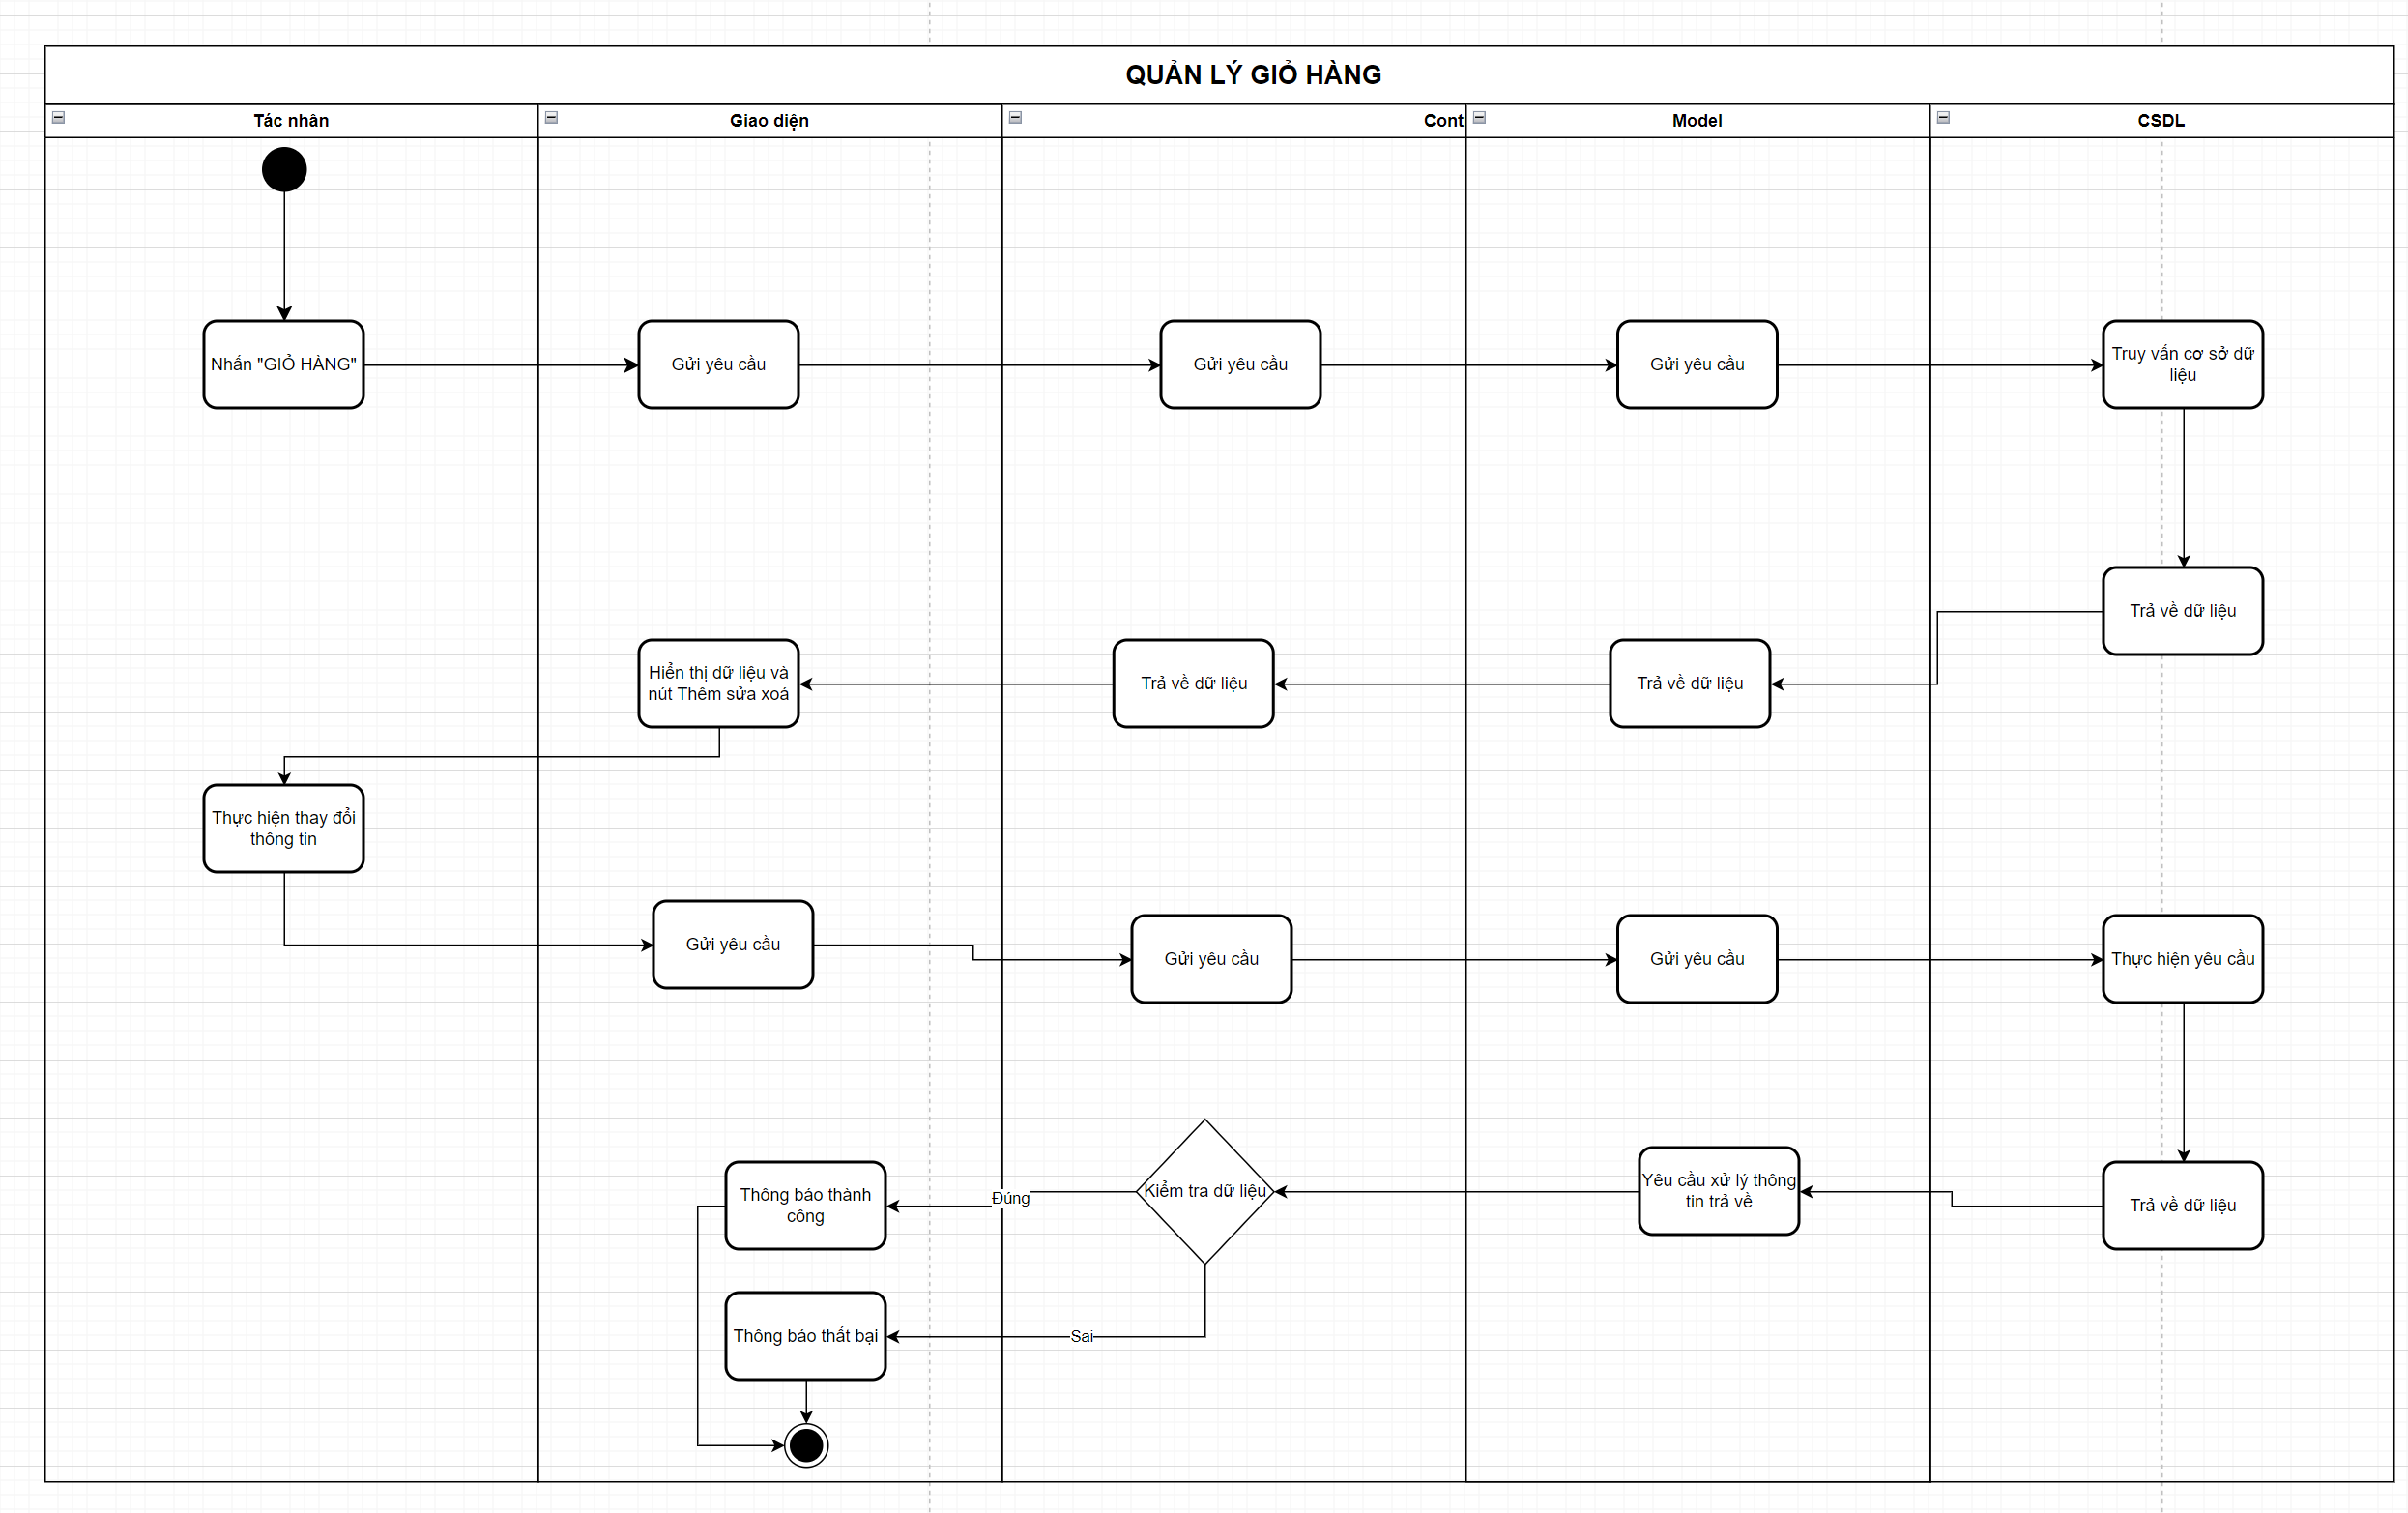 QUẢN LÝ GIỎ HÀNG
Tác nhân
Giao diện
Cont
Model
CSDL
Nhấn "GIỎ HÀNG"
Gửi yêu cầu
Gửi yêu cầu
Gửi yêu cầu
Truy vấn cơ sở dữ
liệu
Trả về dữ liệu
Hiển thị dữ liệu và
nút Thêm sửa xoá
Trả về dữ liệu
Trả về dữ liệu
Thực hiện thay đổi
thông tin
Gửi yêu cầu
Gửi yêu cầu
Gửi yêu cầu
Thực hiện yêu cầu
Thông báo thành
công
Đúng
Kiểm tra dữ liệu
Yêu cầu xử lý thông
tin trả về
Trả về dữ liệu
Thông báo thất bại
Sai